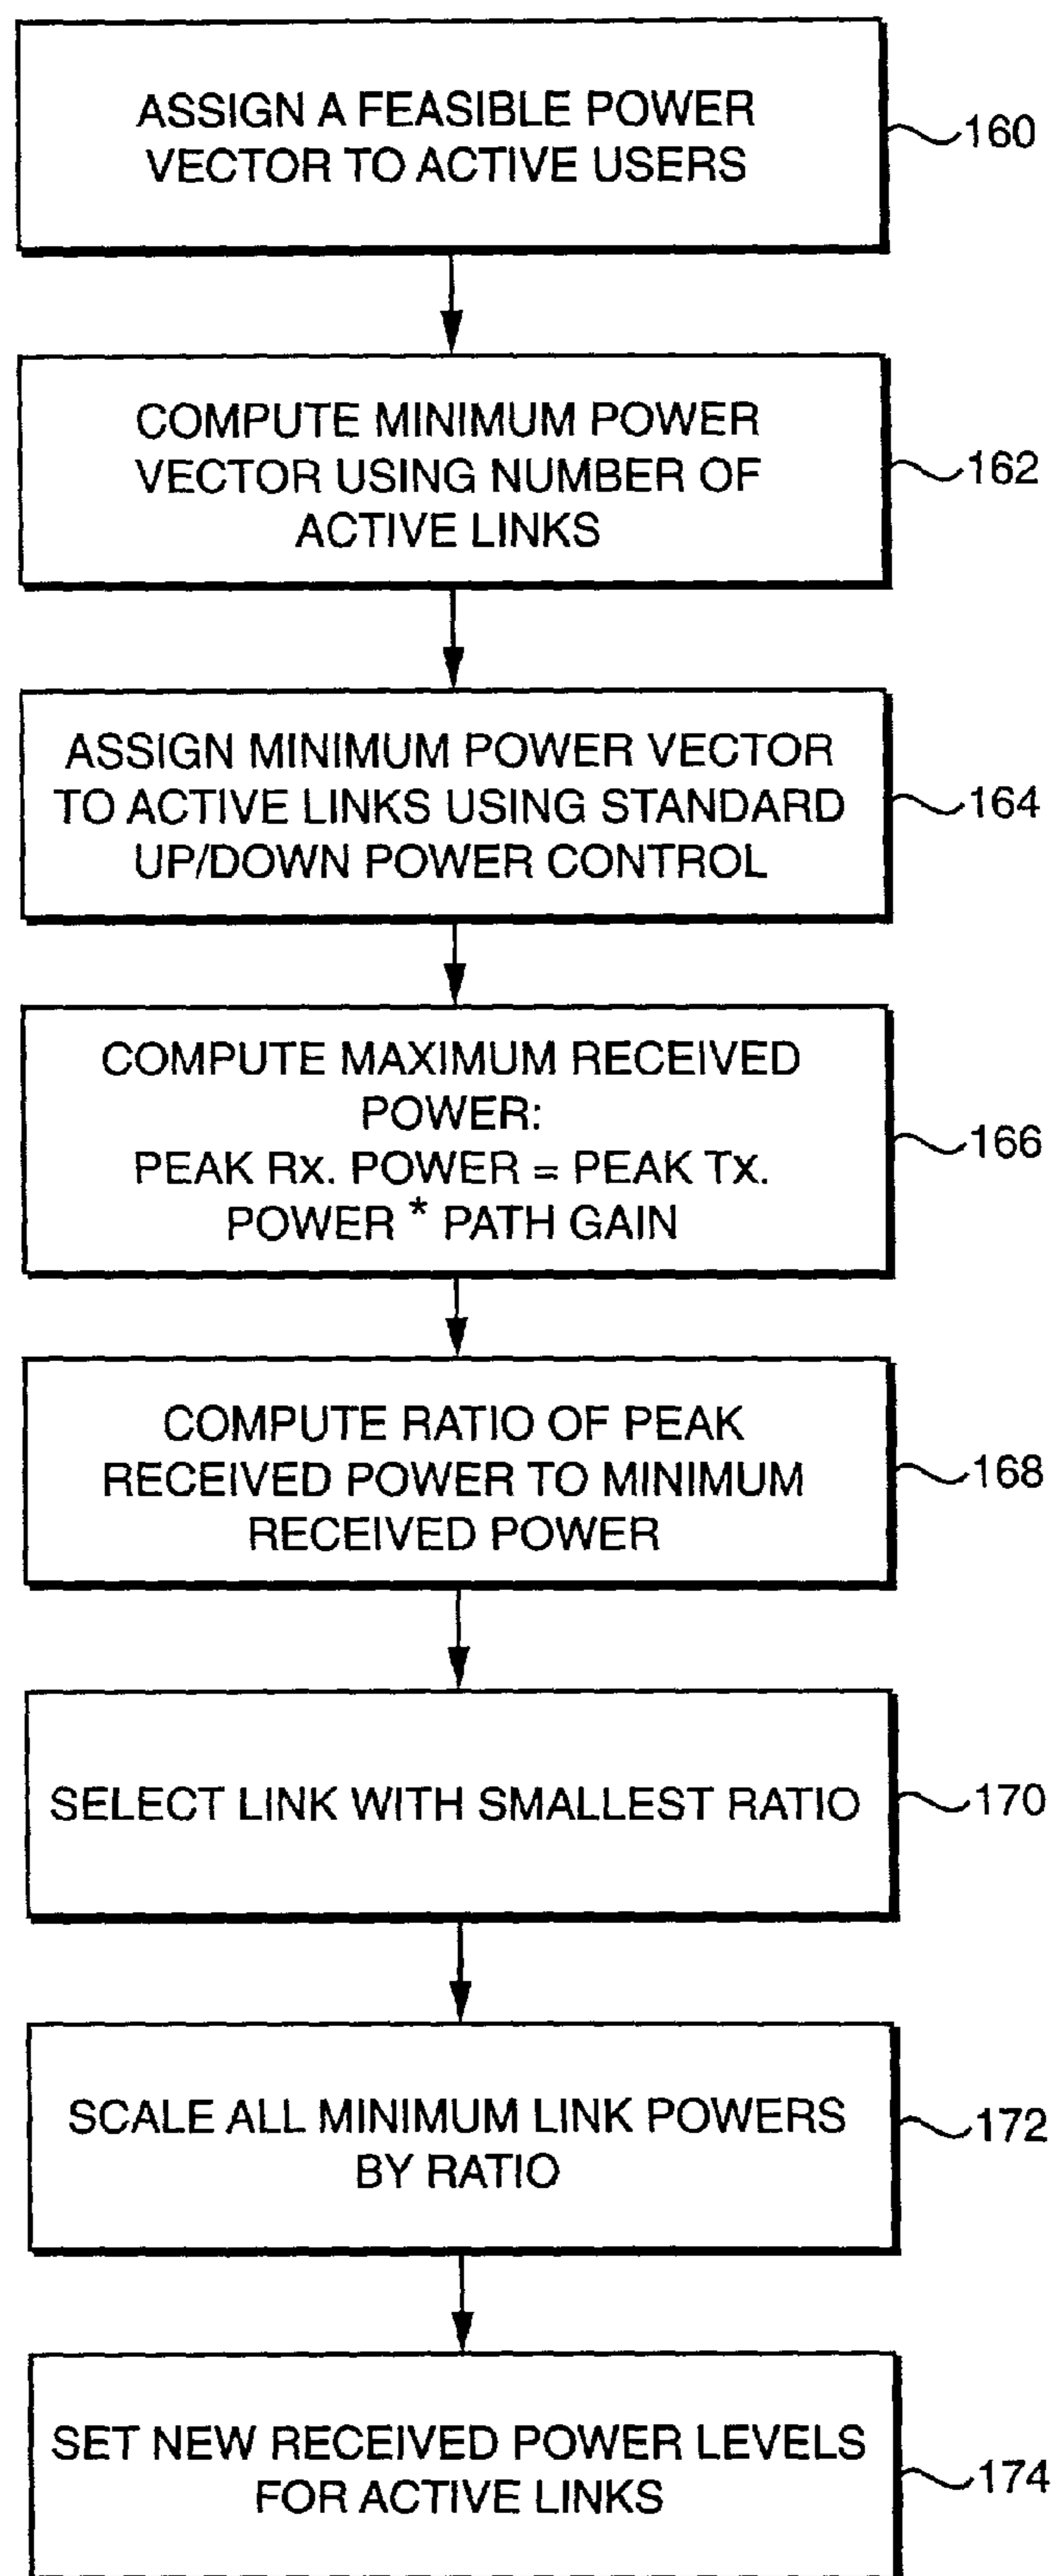 ASSIGN A FEASIBLE POWER
VECTOR TO ACTIVE USERS
160
COMPUTE MINIMUM POWER
VECTOR USING NUMBER OF
ACTIVE LINKS
162
ASSIGN MINIMUM POWER VECTOR
TO ACTIVE LINKS USING STANDARD
UP/DOWN POWER CONTROL
164
COMPUTE MAXIMUM RECEIVED
POWER:
PEAK Rx. POWER = PEAK Tx.
POWER * PATH GAIN
166
COMPUTE RATIO OF PEAK
RECEIVED POWER TO MINIMUM
RECEIVED POWER
168
SELECT LINK WITH SMALLEST RATIO
170
SCALE ALL MINIMUM LINK POWERS
BY RATIO
172
SET NEW RECEIVED POWER LEVELS
FOR ACTIVE LINKS
174